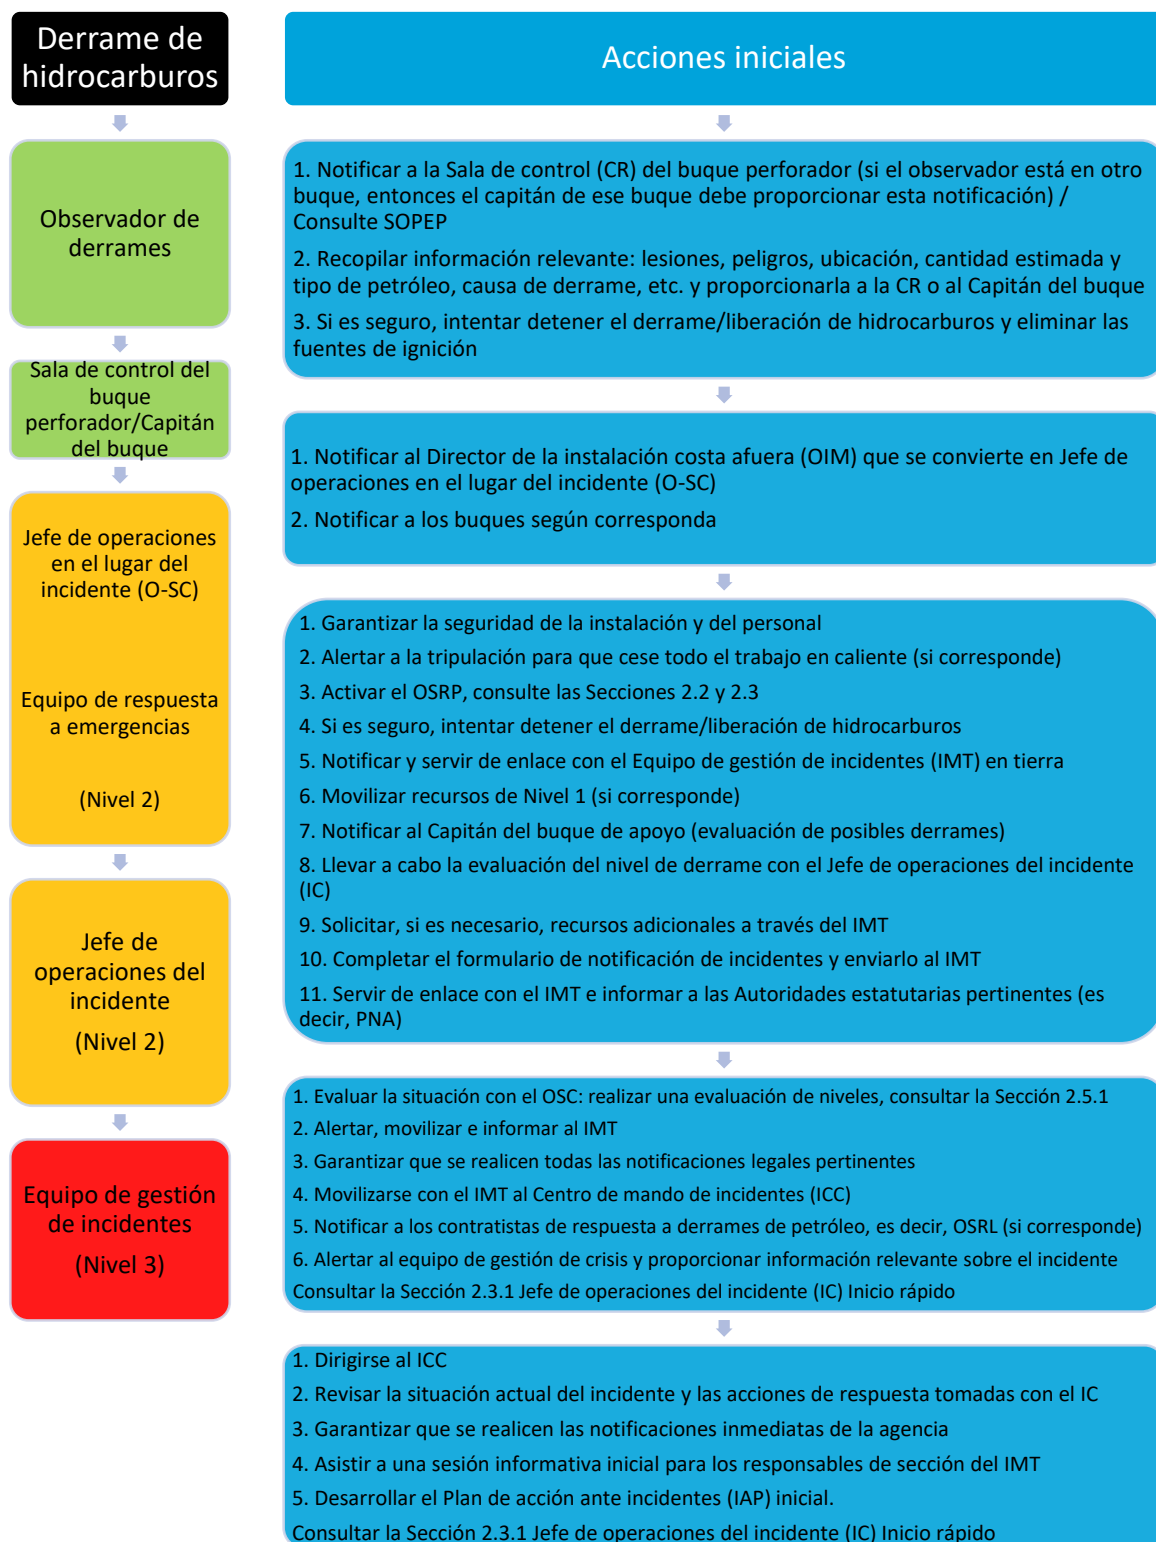 Derrame de
hidrocarburos
Acciones iniciales
Observador de
derrames
1. Notificar a la Sala de control (CR) del buque perforador (si el observador está en otro
buque, entonces el capitán de ese buque debe proporcionar esta notificación) /
Consulte SOPEP
2. Recopilar información relevante: lesiones, peligros, ubicación, cantidad estimada y
tipo de petróleo, causa de derrame, etc. y proporcionarla a la CR o al Capitán del buque
3. Si es seguro, intentar detener el derrame/liberación de hidrocarburos y eliminar las
fuentes de ignición
Sala de control del
buque
perforador/Capitán
del buque
1. Notificar al Director de la instalación costa afuera (OIM) que se convierte en Jefe de
operaciones en el lugar del incidente (O-SC)
2. Notificar a los buques según corresponda
Jefe de operaciones
en el lugar del
incidente (O-SC)
Equipo de respuesta
a emergencias
(Nivel 2)
1. Garantizar la seguridad de la instalación y del personal
2. Alertar a la tripulación para que cese todo el trabajo en caliente (si corresponde)
3. Activar el OSRP, consulte las Secciones 2.2 y 2.3
4. Si es seguro, intentar detener el derrame/liberación de hidrocarburos
5. Notificar y servir de enlace con el Equipo de gestión de incidentes (IMT) en tierra
6. Movilizar recursos de Nivel 1 (si corresponde)
7. Notificar al Capitán del buque de apoyo (evaluación de posibles derrames)
8. Llevar a cabo la evaluación del nivel de derrame con el Jefe de operaciones del incidente
(IC)
9. Solicitar, si es necesario, recursos adicionales a través del IMT
10. Completar el formulario de notificación de incidentes y enviarlo al IMT
11. Servir de enlace con el IMT e informar a las Autoridades estatutarias pertinentes (es
decir, PNA)
Jefe de
operaciones del
incidente
(Nivel 2)
1. Evaluar la situación con el OSC: realizar una evaluación de niveles, consultar la Sección 2.5.1
2. Alertar, movilizar e informar al IMT
3. Garantizar que se realicen todas las notificaciones legales pertinentes
4. Movilizarse con el IMT al Centro de mando de incidentes (ICC)
5. Notificar a los contratistas de respuesta a derrames de petróleo, es decir, OSRL (si corresponde)
6. Alertar al equipo de gestión de crisis y proporcionar información relevante sobre el incidente
Consultar la Sección 2.3.1 Jefe de operaciones del incidente (IC) Inicio rápido
Equipo de gestión
de incidentes
(Nivel 3)
1. Dirigirse al ICC
2. Revisar la situación actual del incidente y las acciones de respuesta tomadas con el IC
3. Garantizar que se realicen las notificaciones inmediatas de la agencia
4. Asistir a una sesión informativa inicial para los responsables de sección del IMT
5. Desarrollar el Plan de acción ante incidentes (IAP) inicial.
Consultar la Sección 2.3.1 Jefe de operaciones del incidente (IC) Inicio rápido